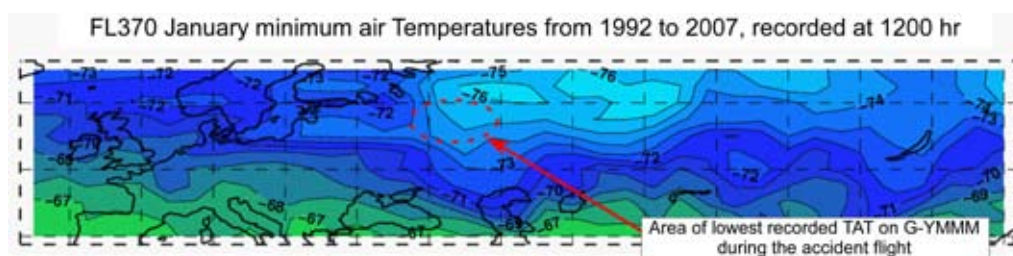 FL370 January minimum air Temperatures from 1992 to 2007, recorded at 1200 hr
-73 -72 -73 -72 -75 -76
-71 -72 -72 -76 -74 -74
-73
-70
-69 -73 -72 -72 -70
-71 -70 -69
-67 -68 -67 -69 -71
-67
Area of lowest recorded TAT on G-YMMM
during the accident flight